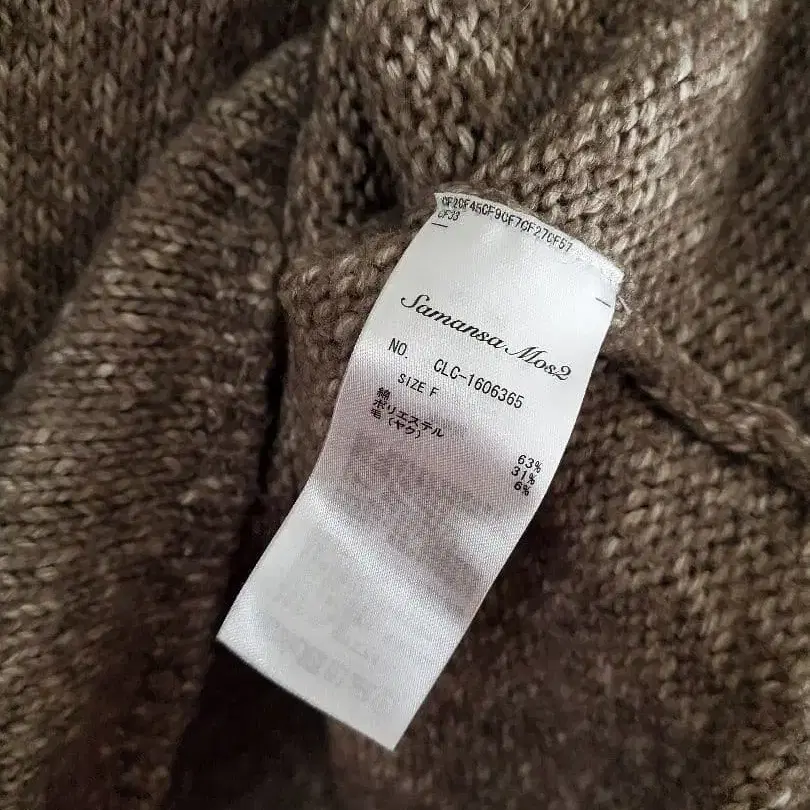 CF2CF45CF9CF7CF27CF57
CF33
Samansa Mos2
NO. CLC-1606365
SIZE F
綿 63%
ポリエステル 31%
毛(ヤク) 6%